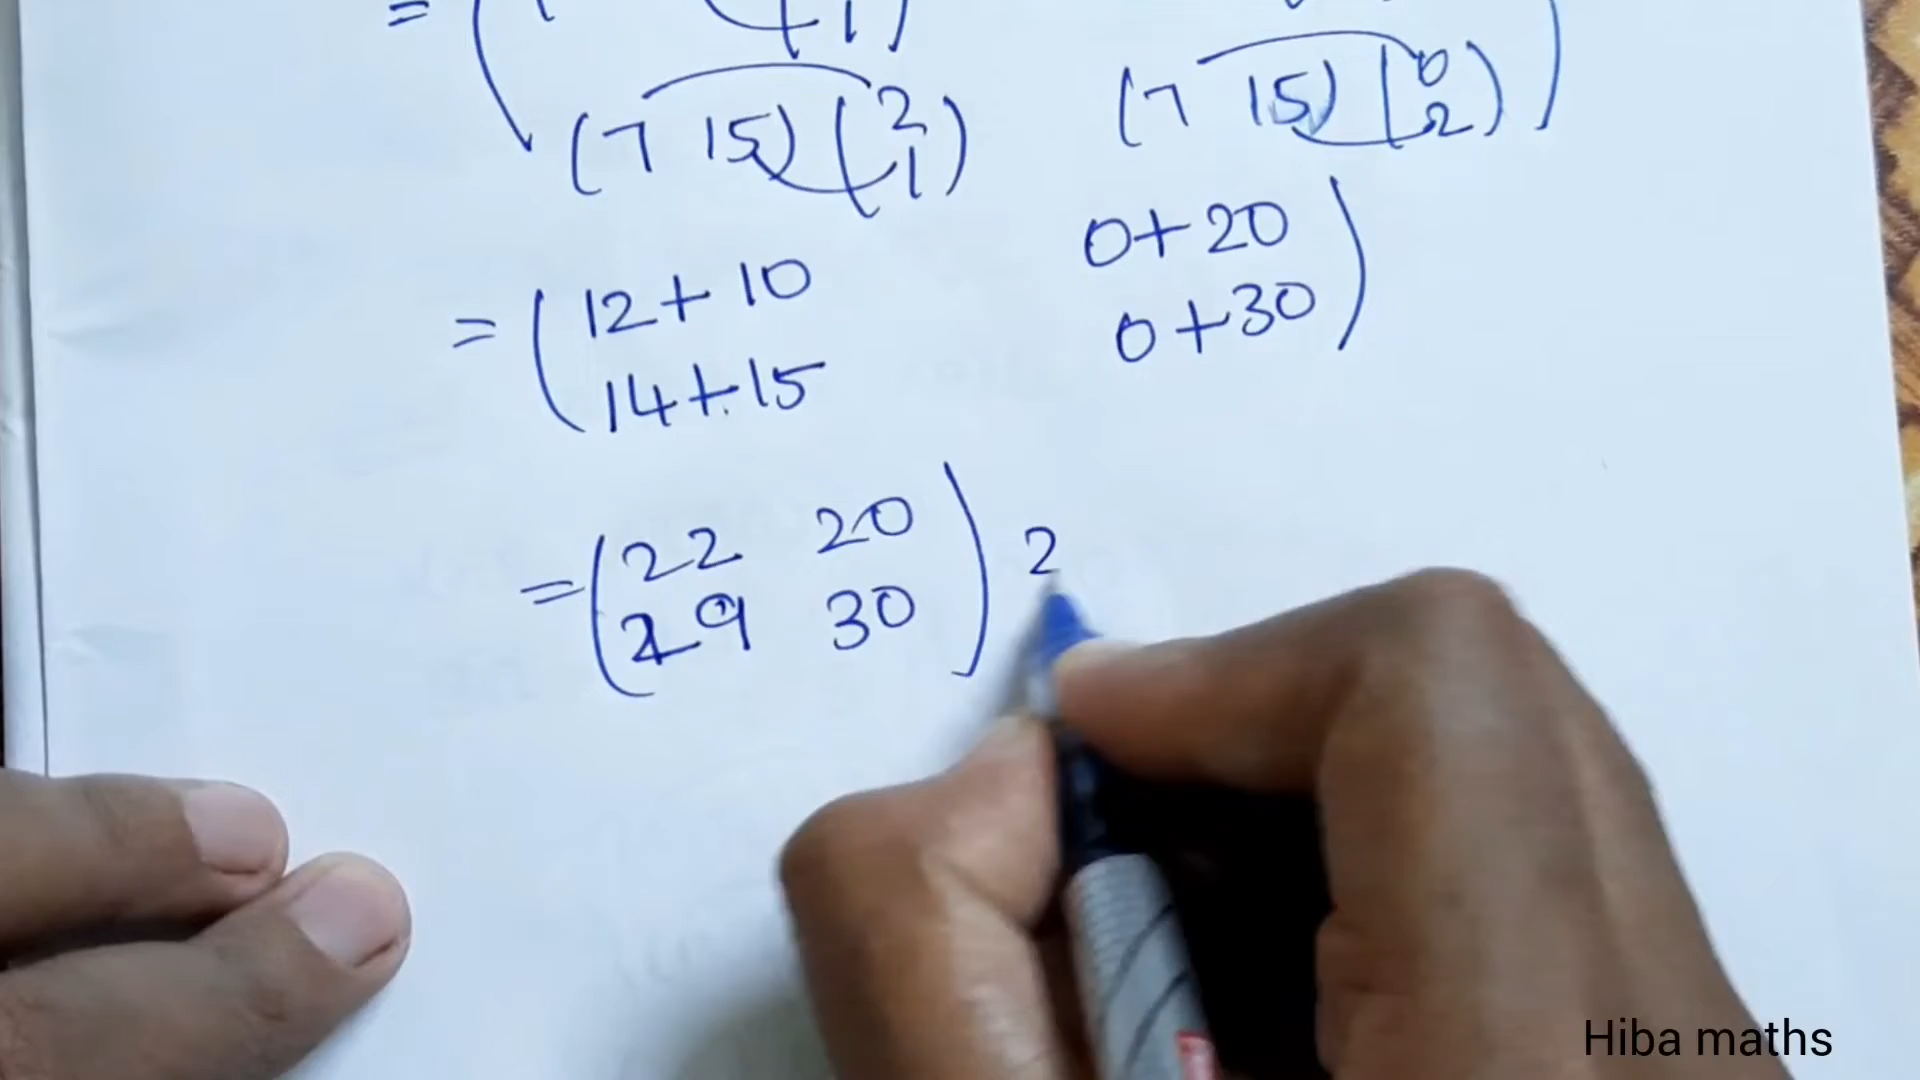 =
+ 1 )
(7 15) (2
1)
(7 15) (0
2)
= (12 + 10 0 + 20
14 + 15 0 + 30)
= (22 20
29 30) 2
Hiba maths